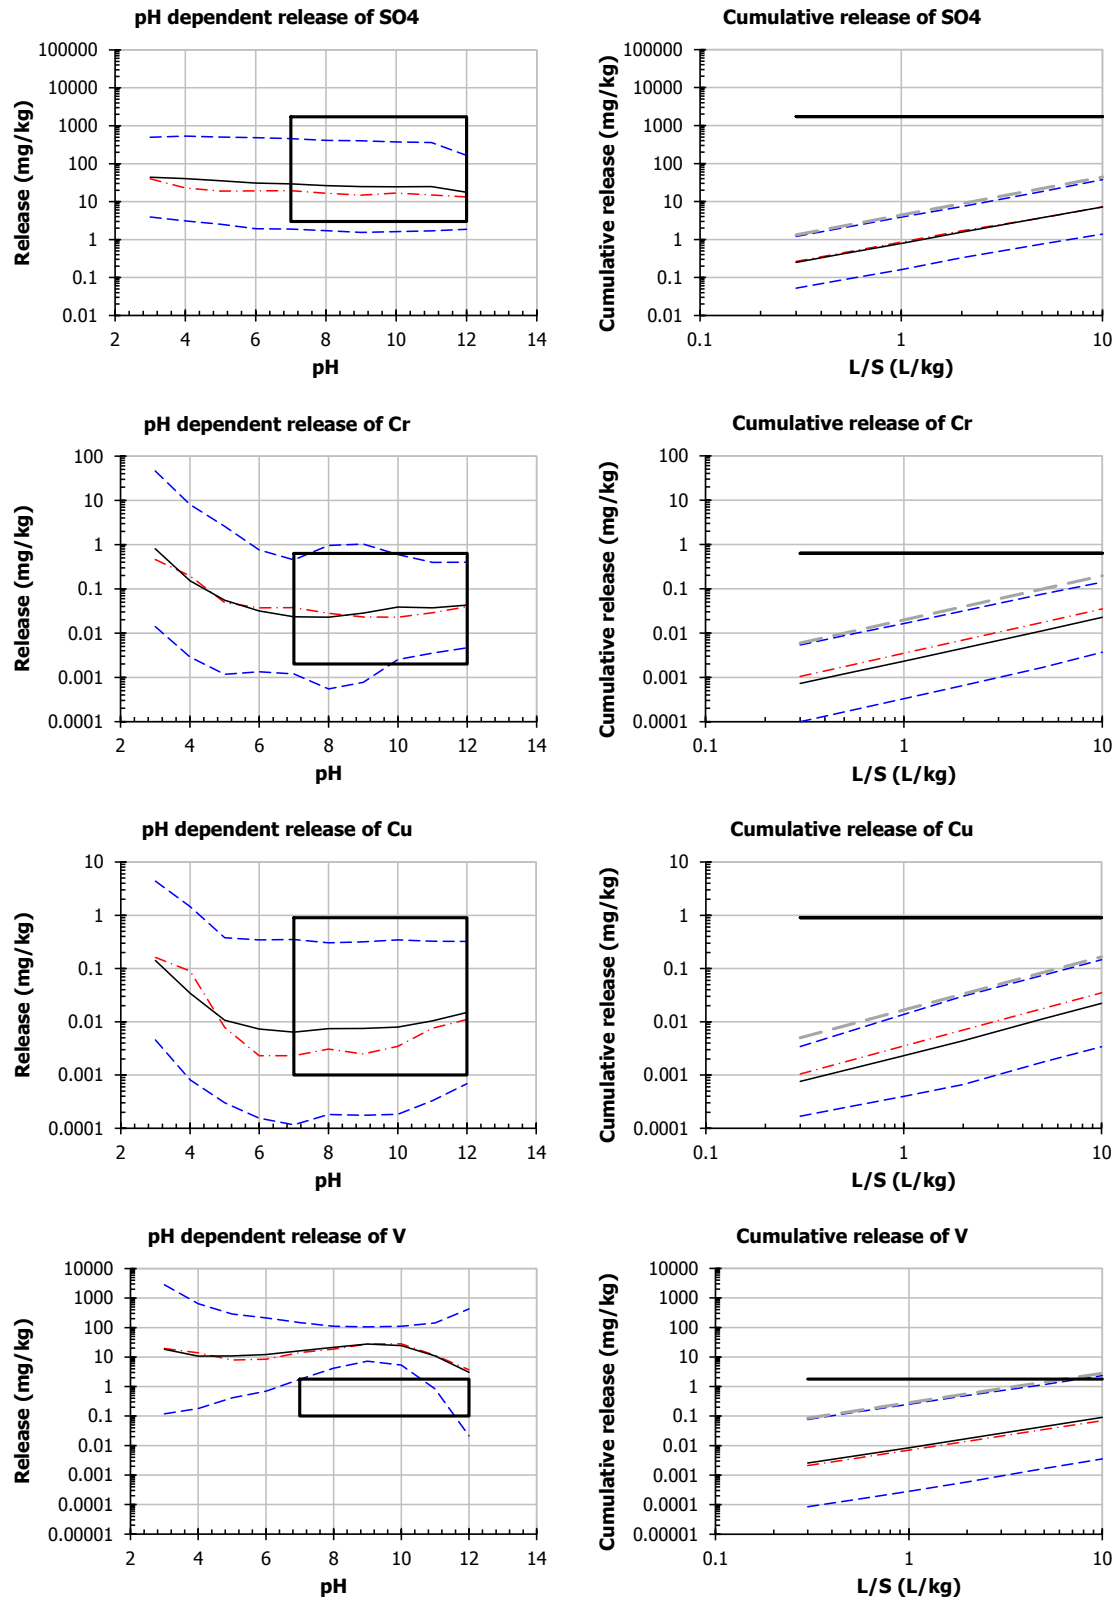 pH dependent release of SO4
Release (mg/kg)
100000
10000
1000
100
10
1
0.1
0.01
2 4 6 8 10 12 14
pH
Cumulative release of SO4
Cumulative release (mg/kg)
100000
10000
1000
100
10
1
0.1
0.01
0.1 1 10
L/S (L/kg)
pH dependent release of Cr
Release (mg/kg)
100
10
1
0.1
0.01
0.001
0.0001
2 4 6 8 10 12 14
pH
Cumulative release of Cr
Cumulative release (mg/kg)
100
10
1
0.1
0.01
0.001
0.0001
0.1 1 10
L/S (L/kg)
pH dependent release of Cu
Release (mg/kg)
10
1
0.1
0.01
0.001
0.0001
2 4 6 8 10 12 14
pH
Cumulative release of Cu
Cumulative release (mg/kg)
10
1
0.1
0.01
0.001
0.0001
0.1 1 10
L/S (L/kg)
pH dependent release of V
Release (mg/kg)
10000
1000
100
10
1
0.1
0.01
0.001
0.0001
0.00001
2 4 6 8 10 12 14
pH
Cumulative release of V
Cumulative release (mg/kg)
10000
1000
100
10
1
0.1
0.01
0.001
0.0001
0.00001
0.1 1 10
L/S (L/kg)